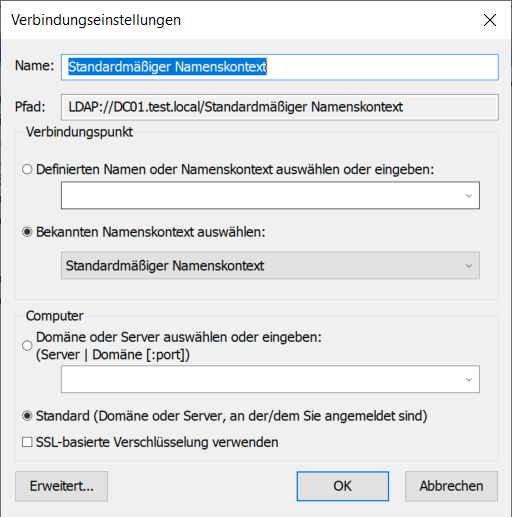 Verbindungseinstellungen
Name:
Standardmäßiger Namenskontext
Pfad:
LDAP://DC01.test.local/Standardmäßiger Namenskontext
Verbindungspunkt
Definierten Namen oder Namenskontext auswählen oder eingeben:
Bekannten Namenskontext auswählen:
Standardmäßiger Namenskontext
Computer
Domäne oder Server auswählen oder eingeben:
(Server | Domäne [:port])
Standard (Domäne oder Server, an der/dem Sie angemeldet sind)
SSL-basierte Verschlüsselung verwenden
Erweitert...
OK
Abbrechen